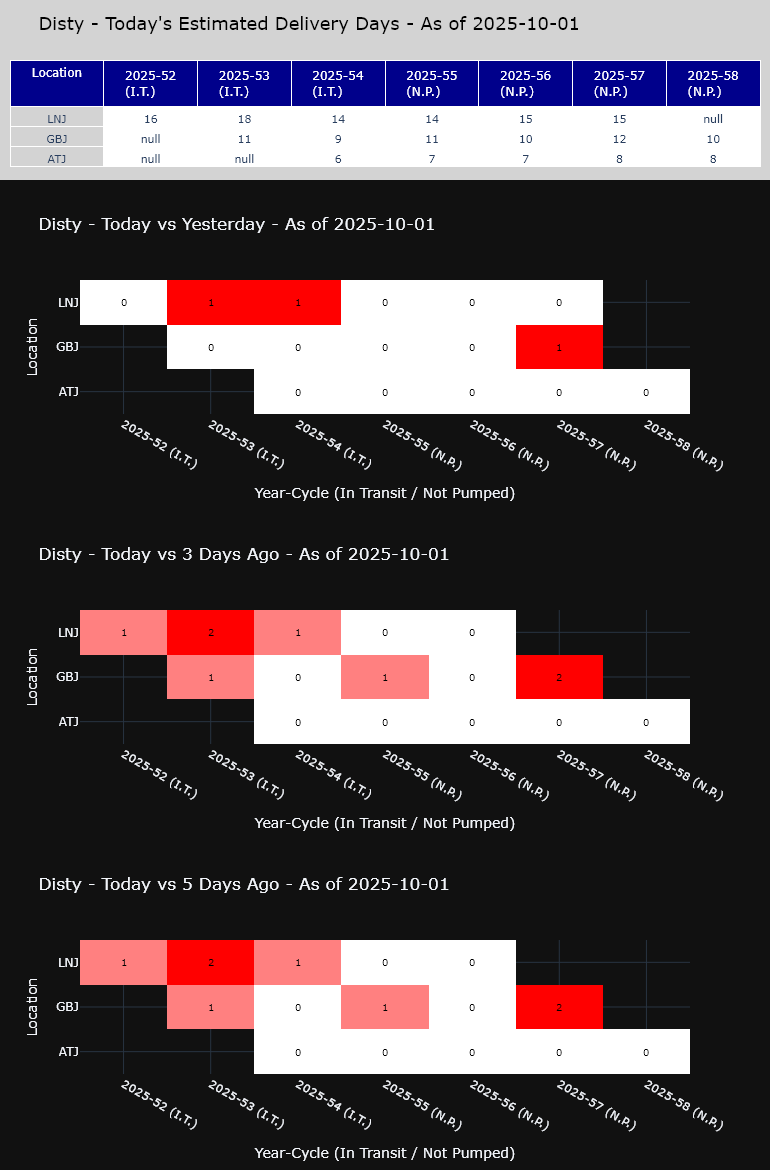 Disty - Today's Estimated Delivery Days - As of 2025-10-01
Location 2025-52 (I.T.) 2025-53 (I.T.) 2025-54 (I.T.) 2025-55 (N.P.) 2025-56 (N.P.) 2025-57 (N.P.) 2025-58 (N.P.)
LNJ 16 18 14 14 15 15 null
GBJ null 11 9 11 10 12 10
ATJ null null 6 7 7 8 8
Disty - Today vs Yesterday - As of 2025-10-01
Location
LNJ 0 1 1 0 0 0
GBJ 0 0 0 0 1
ATJ 0 0 0 0 0
2025-52 (I.T.) 2025-53 (I.T.) 2025-54 (I.T.) 2025-55 (N.P.) 2025-56 (N.P.) 2025-57 (N.P.) 2025-58 (N.P.)
Year-Cycle (In Transit / Not Pumped)
Disty - Today vs 3 Days Ago - As of 2025-10-01
Location
LNJ 1 2 1 0 0
GBJ 1 0 1 0 2
ATJ 0 0 0 0 0
2025-52 (I.T.) 2025-53 (I.T.) 2025-54 (I.T.) 2025-55 (N.P.) 2025-56 (N.P.) 2025-57 (N.P.) 2025-58 (N.P.)
Year-Cycle (In Transit / Not Pumped)
Disty - Today vs 5 Days Ago - As of 2025-10-01
Location
LNJ 1 2 1 0 0
GBJ 1 0 1 0 2
ATJ 0 0 0 0 0
2025-52 (I.T.) 2025-53 (I.T.) 2025-54 (I.T.) 2025-55 (N.P.) 2025-56 (N.P.) 2025-57 (N.P.) 2025-58 (N.P.)
Year-Cycle (In Transit / Not Pumped)